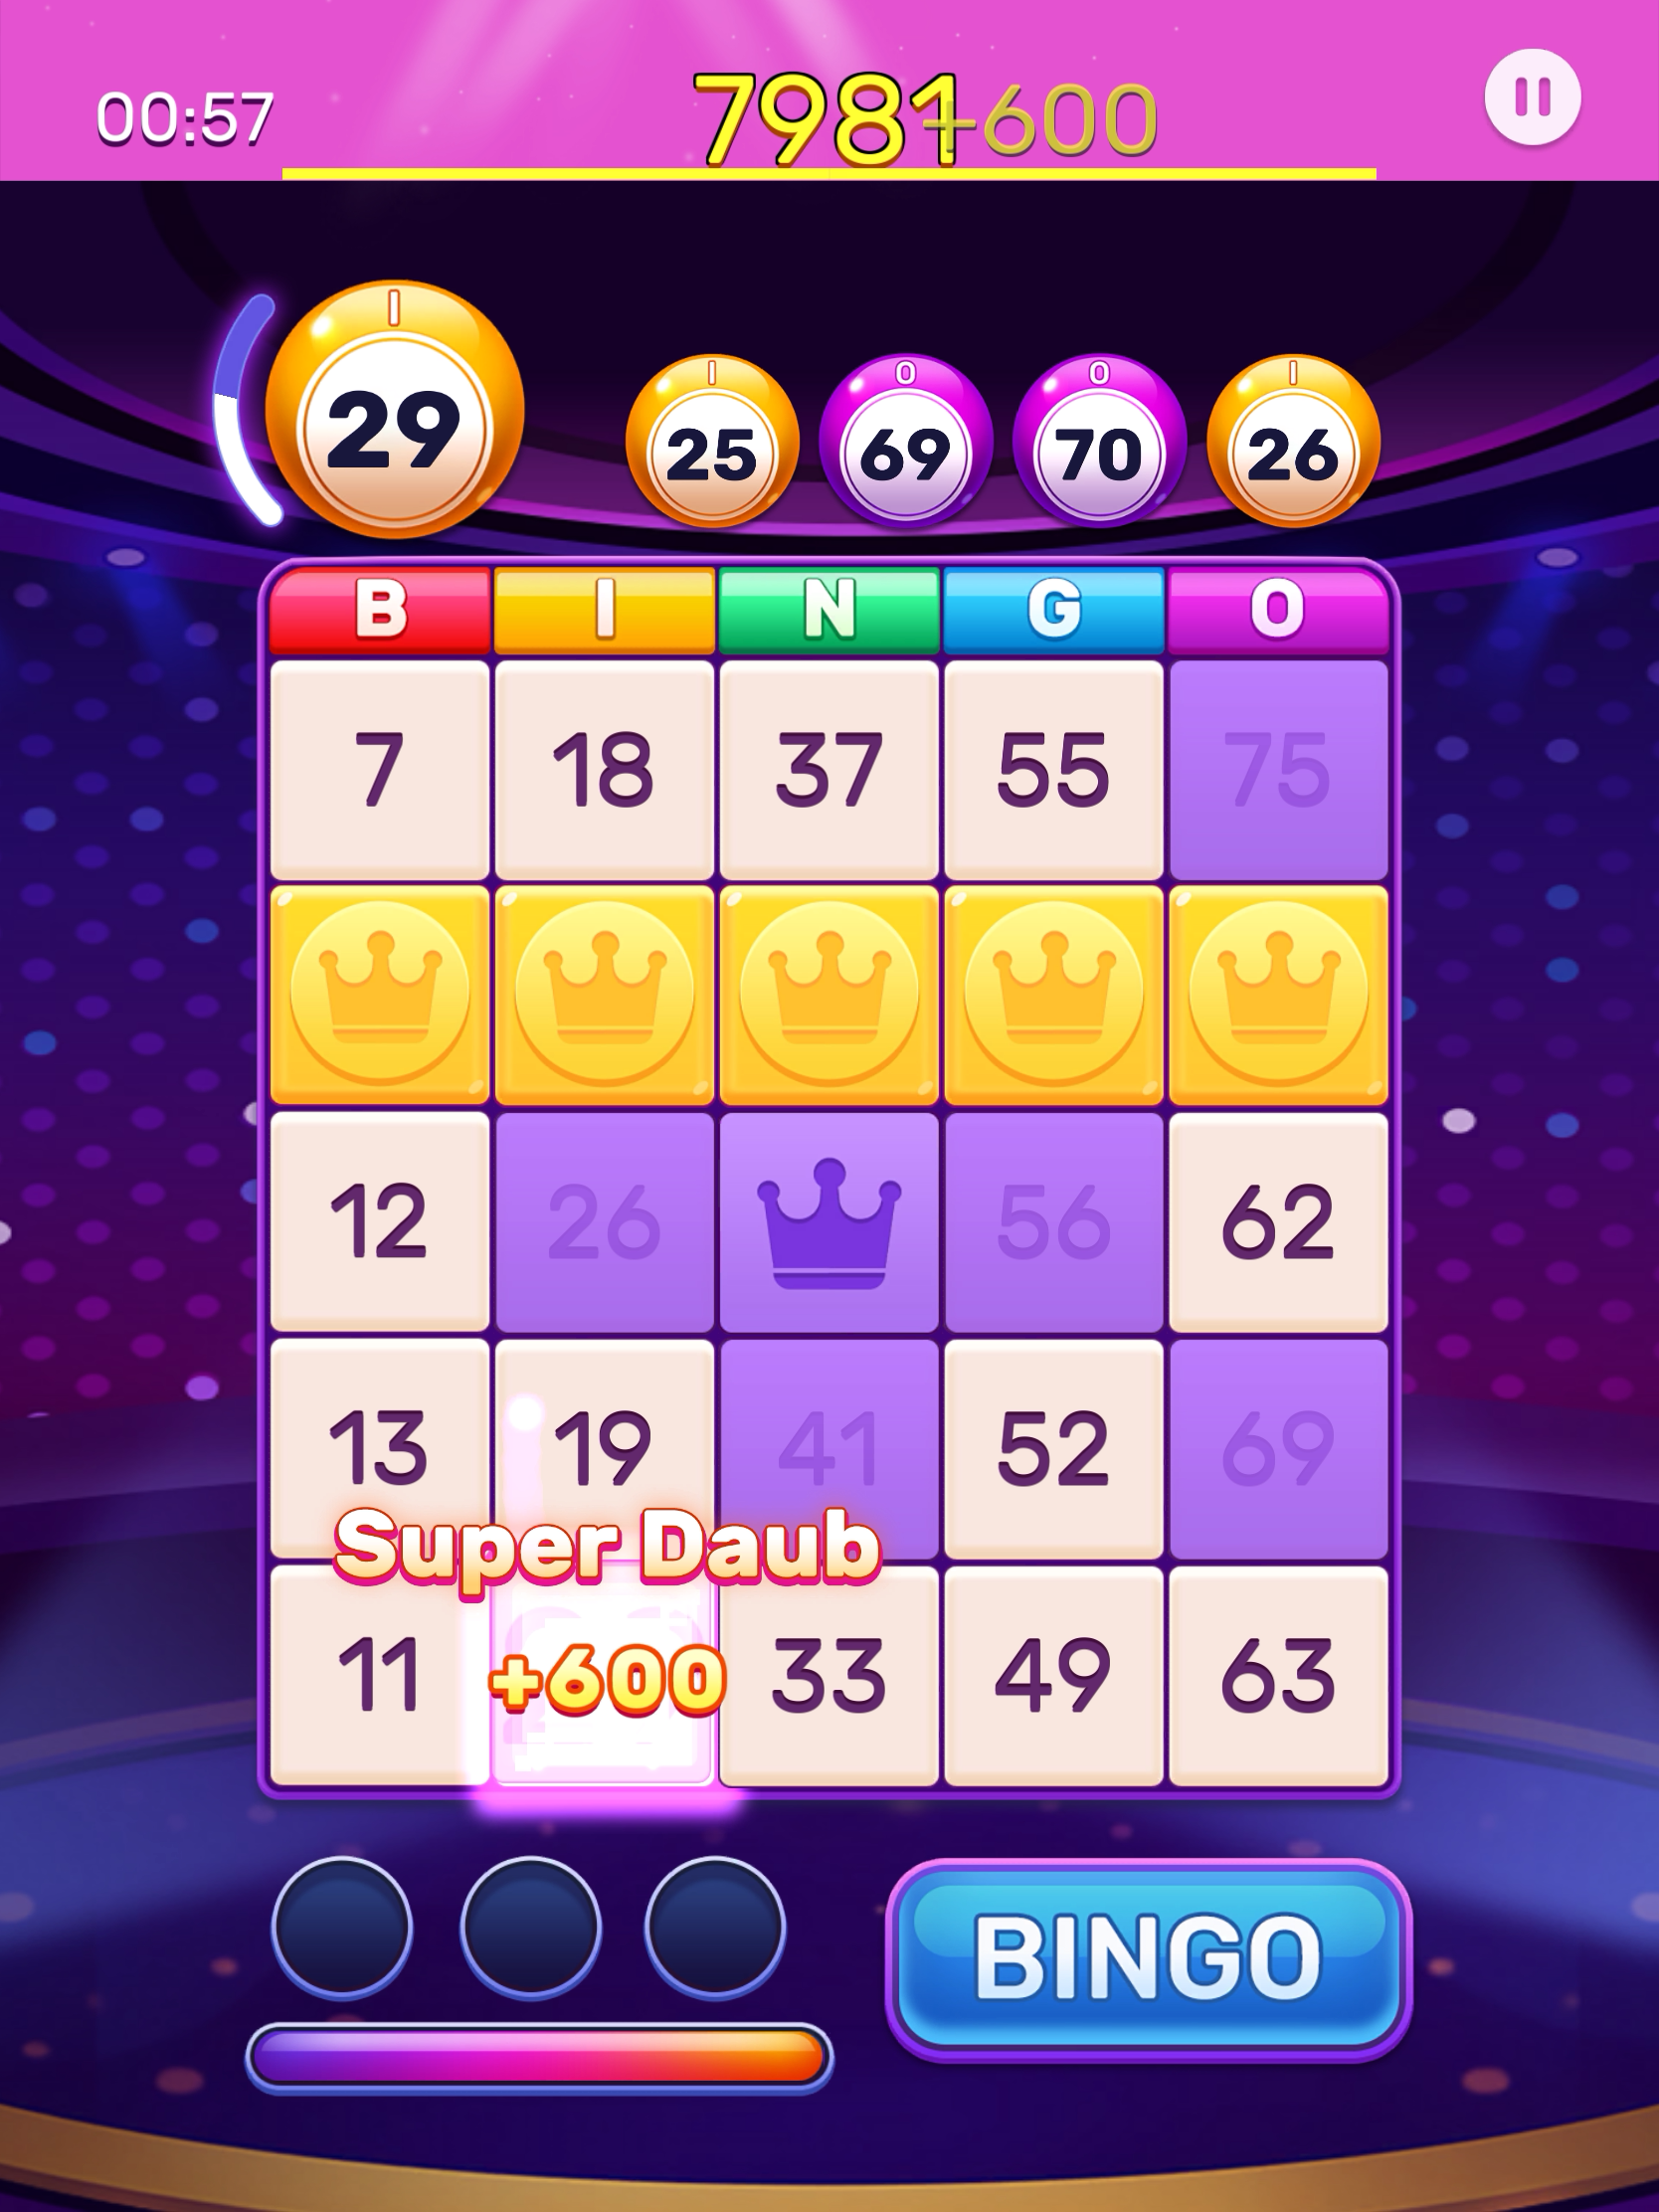 00:57 7981 +600
I
29
I O O I
25 69 70 26
B I N G O
7 18 37 55 75
12 26 56 62
13 19 41 52 69
Super Daub
11 +600 33 49 63
BINGO